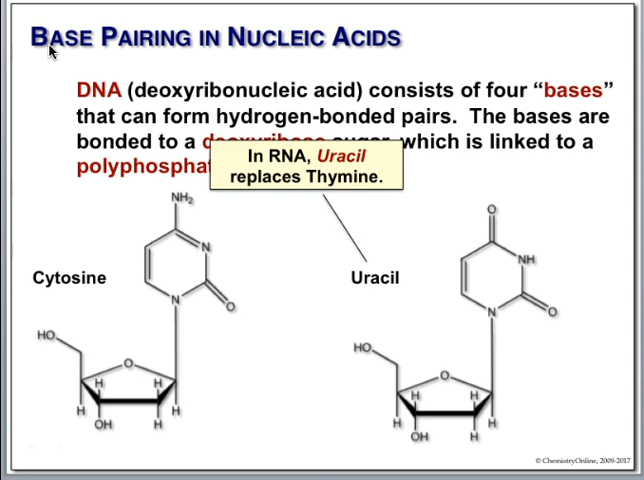 BASE PAIRING IN NUCLEIC ACIDS
DNA (deoxyribonucleic acid) consists of four “bases”
that can form hydrogen-bonded pairs. The bases are
bonded to a deoxyribose sugar, which is linked to a
In RNA, Uracil
replaces Thymine.
Cytosine
NH₂
N
N
O
HO
O
H
H
H
H
OH
H
Uracil
O
NH
N
O
HO
O
H
H
H
H
OH
H
© ChemistryOnline, 2009-2017